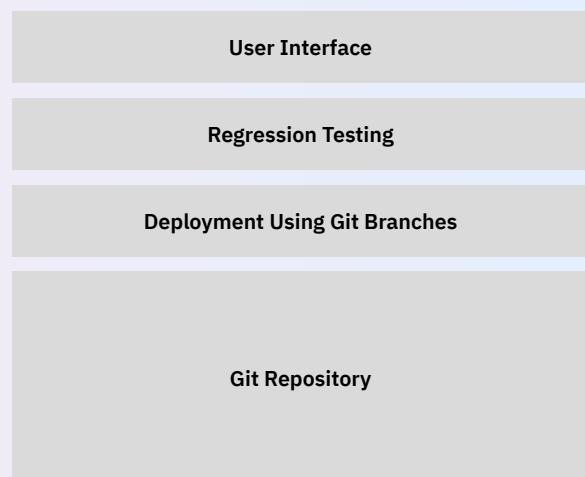 User Interface
Regression Testing
Deployment Using Git Branches
Git Repository